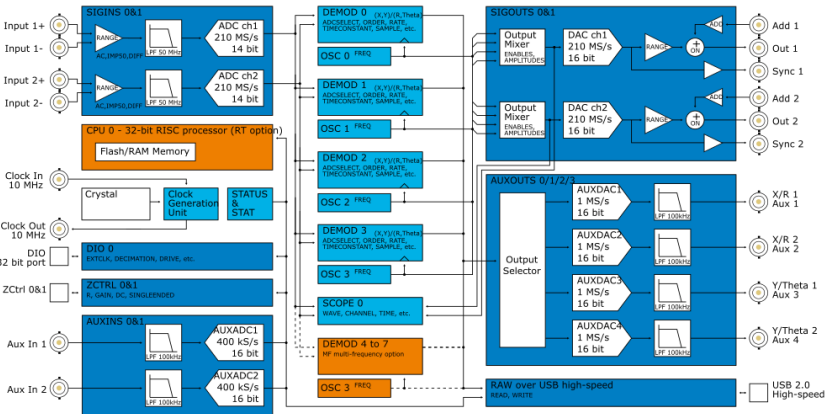 SIGINS 0&1
Input 1+
Input 1-
RANGE
AC,IMP50,DIFF
LPF 50 MHz
ADC ch1
210 MS/s
14 bit
Input 2+
Input 2-
RANGE
AC,IMP50,DIFF
LPF 50 MHz
ADC ch2
210 MS/s
14 bit
CPU 0 - 32-bit RISC processor (RT option)
Flash/RAM Memory
Clock In
10 MHz
Clock Out
10 MHz
Crystal
Clock
Generation
Unit
STATUS
&
STAT
DIO
32 bit port
DIO 0
EXTCLK, DECIMATION, DRIVE, etc.
ZCtrl 0&1
ZCTRL 0&1
R, GAIN, DC, SINGLEENDED
AUXINS 0&1
Aux In 1
LPF 100kHz
AUXADC1
400 kS/s
16 bit
Aux In 2
LPF 100kHz
AUXADC2
400 kS/s
16 bit
DEMOD 0 (X,Y)/(R,Theta)
ADCSELECT, ORDER, RATE,
TIMECONSTANT, SAMPLE, etc.
OSC 0 FREQ
DEMOD 1 (X,Y)/(R,Theta)
ADCSELECT, ORDER, RATE,
TIMECONSTANT, SAMPLE, etc.
OSC 1 FREQ
DEMOD 2 (X,Y)/(R,Theta)
ADCSELECT, ORDER, RATE,
TIMECONSTANT, SAMPLE, etc.
OSC 2 FREQ
DEMOD 3 (X,Y)/(R,Theta)
ADCSELECT, ORDER, RATE,
TIMECONSTANT, SAMPLE, etc.
OSC 3 FREQ
SCOPE 0
WAVE, CHANNEL, TIME, etc.
DEMOD 4 to 7
MF multi-frequency option
OSC 3 FREQ
SIGOUTS 0&1
Output
Mixer
ENABLES,
AMPLITUDES
DAC ch1
210 MS/s
16 bit
RANGE
+
ON
ADD
Add 1
Out 1
Sync 1
Output
Mixer
ENABLES,
AMPLITUDES
DAC ch2
210 MS/s
16 bit
RANGE
+
ON
ADD
Add 2
Out 2
Sync 2
AUXOUTS 0/1/2/3
Output
Selector
AUXDAC1
1 MS/s
16 bit
LPF 100kHz
X/R 1
Aux 1
AUXDAC2
1 MS/s
16 bit
LPF 100kHz
X/R 2
Aux 2
AUXDAC3
1 MS/s
16 bit
LPF 100kHz
Y/Theta 1
Aux 3
AUXDAC4
1 MS/s
16 bit
LPF 100kHz
Y/Theta 2
Aux 4
RAW over USB high-speed
READ, WRITE
USB 2.0
High-speed